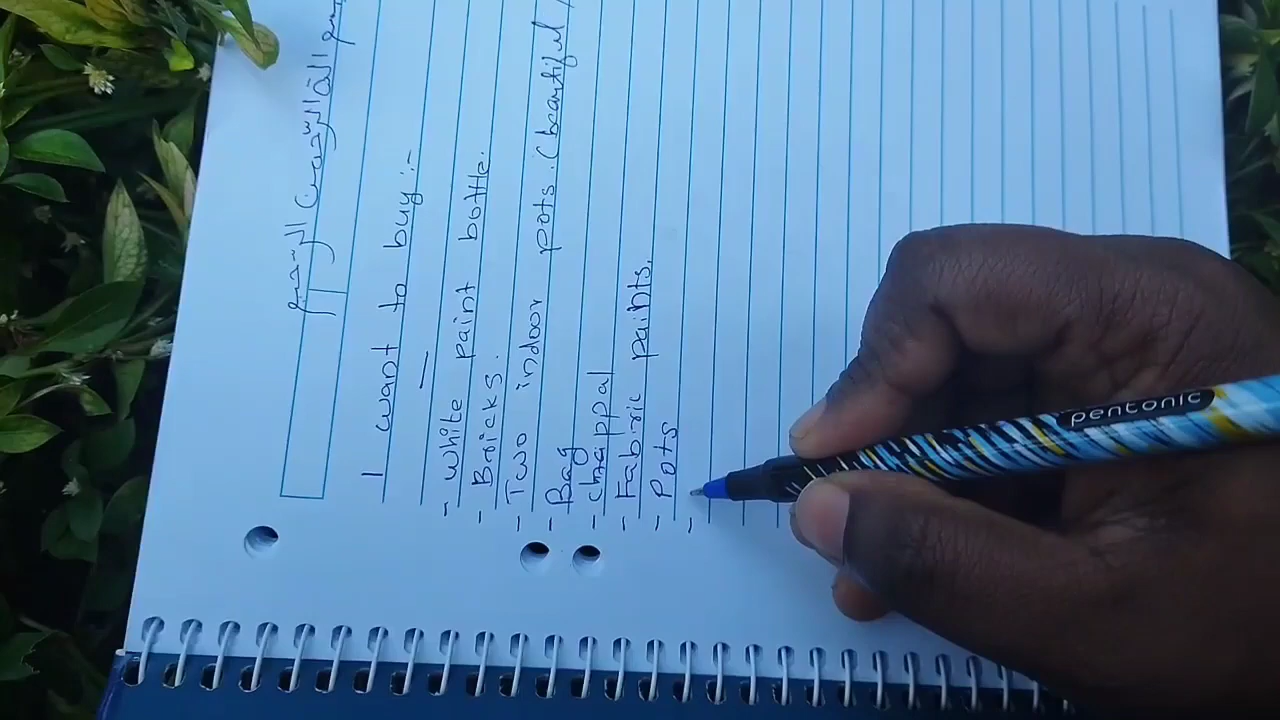 بسم الله الرحمن الرحيم
I want to buy :-
- White paint bottle.
- Bricks.
- Two indoor pots. (beautiful
- Bag
- chappal
- Fabric paints.
- Pots
-
pentonic